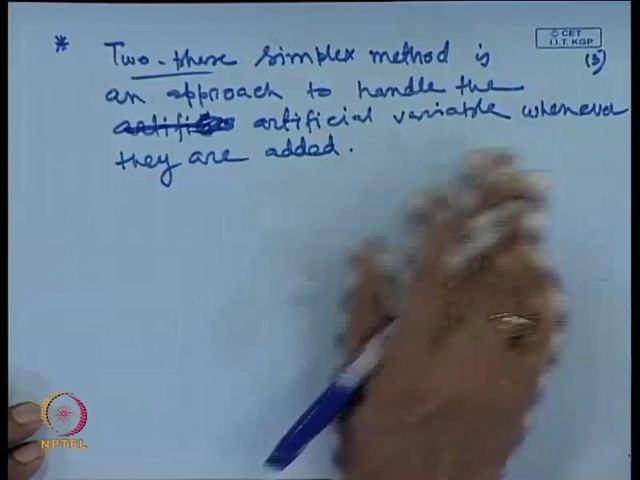 * Two-phase simplex method is
an approach to handle the
artificial variable whenever
they are added.
© CET
I.I.T. KGP
(3)
NPTEL